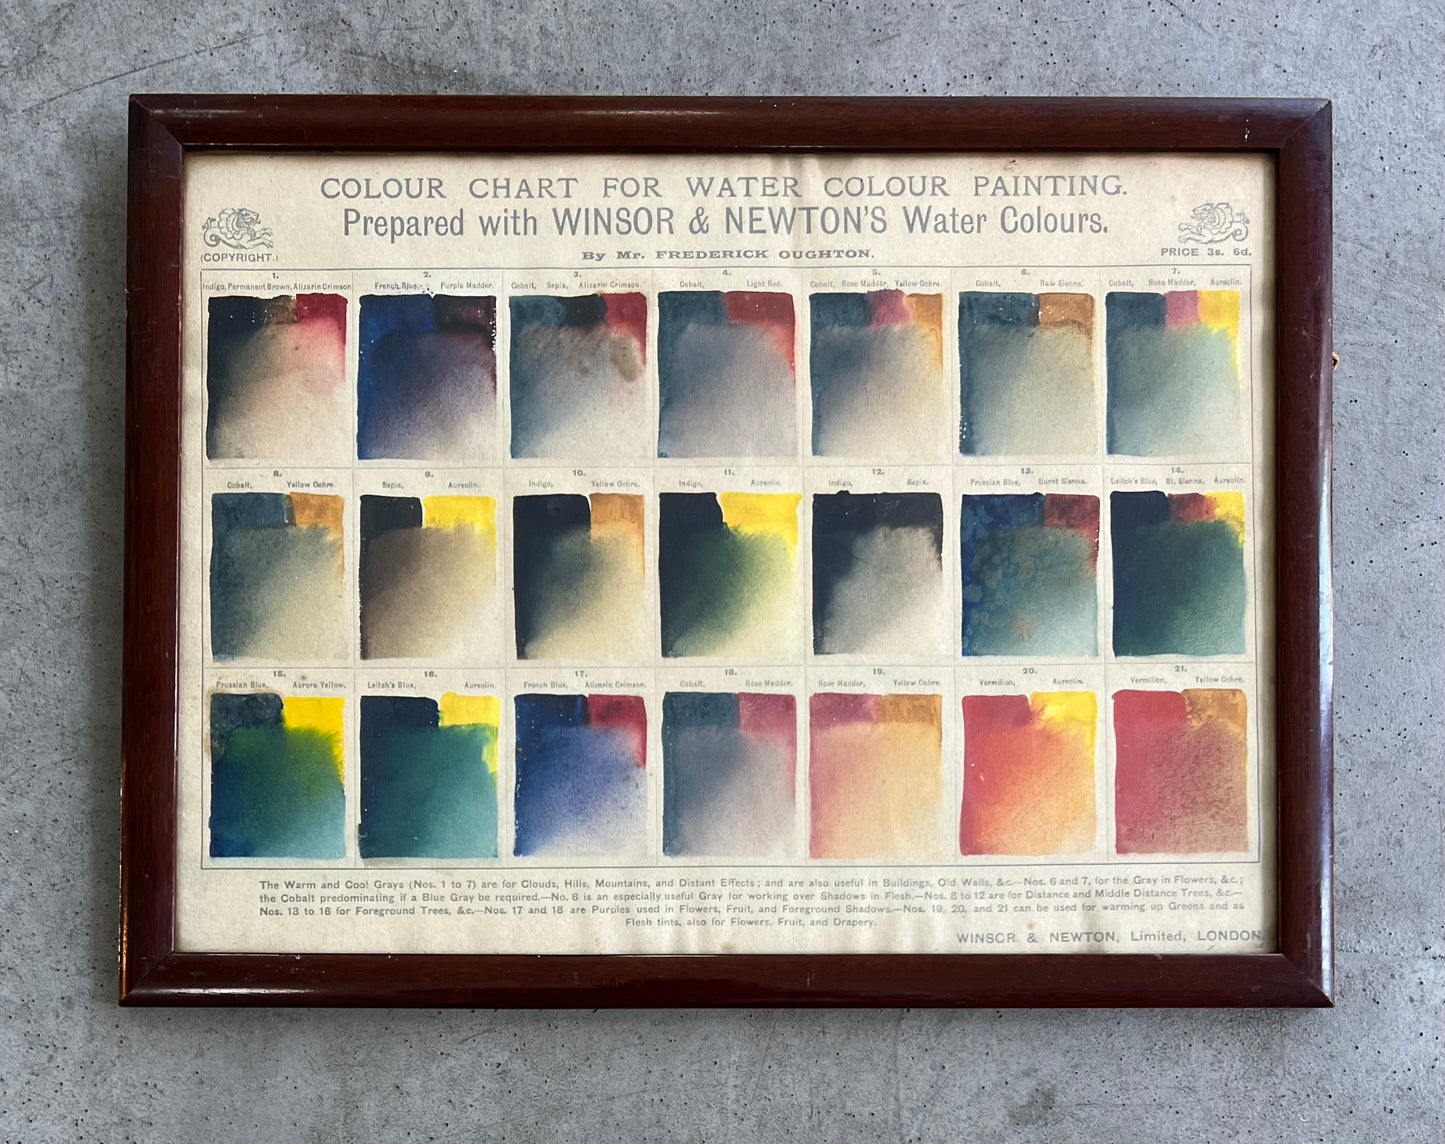 COLOUR CHART FOR WATER COLOUR PAINTING.
Prepared with WINSOR & NEWTON'S Water Colours.
By Mr. FREDERICK OUGHTON.
(COPYRIGHT.)
PRICE 3s. 6d.
1.
Indigo, Permanent Brown, Alizarin Crimson
2.
French Blue, Purple Madder.
3.
Cobalt, Sepia, Alizarin Crimson.
4.
Cobalt, Light Red.
5.
Cobalt, Rose Madder, Yellow Ochre.
6.
Cobalt, Raw Sienna.
7.
Cobalt, Rose Madder, Aureolin.
8.
Cobalt, Yellow Ochre.
9.
Sepia, Aureolin.
10.
Indigo, Yellow Ochre.
11.
Indigo, Aureolin.
12.
Indigo, Sepia.
13.
Prussian Blue, Burnt Sienna.
14.
Leitch's Blue, Bt. Sienna, Aureolin.
15.
Prussian Blue, Aurora Yellow.
16.
Leitch's Blue, Aureolin.
17.
French Blue, Alizarin Crimson.
18.
Cobalt, Rose Madder.
19.
Rose Madder, Yellow Ochre.
20.
Vermilion, Aureolin.
21.
Vermilion, Yellow Ochre.
The Warm and Cool Grays (Nos. 1 to 7) are for Clouds, Hills, Mountains, and Distant Effects; and are also useful in Buildings, Old Walls, &c.—Nos. 6 and 7, for the Gray in Flowers, &c.;
the Cobalt predominating if a Blue Gray be required.—No. 6 is an especially useful Gray for working over Shadows in Flesh.—Nos. 8 to 12 are for Distance and Middle Distance Trees, &c.—
Nos. 13 to 16 for Foreground Trees, &c.—Nos. 17 and 18 are Purples used in Flowers, Fruit, and Foreground Shadows.—Nos. 19, 20, and 21 can be used for warming up Greens and as
Flesh tints, also for Flowers, Fruit, and Drapery.
WINSOR & NEWTON, Limited, LONDON.